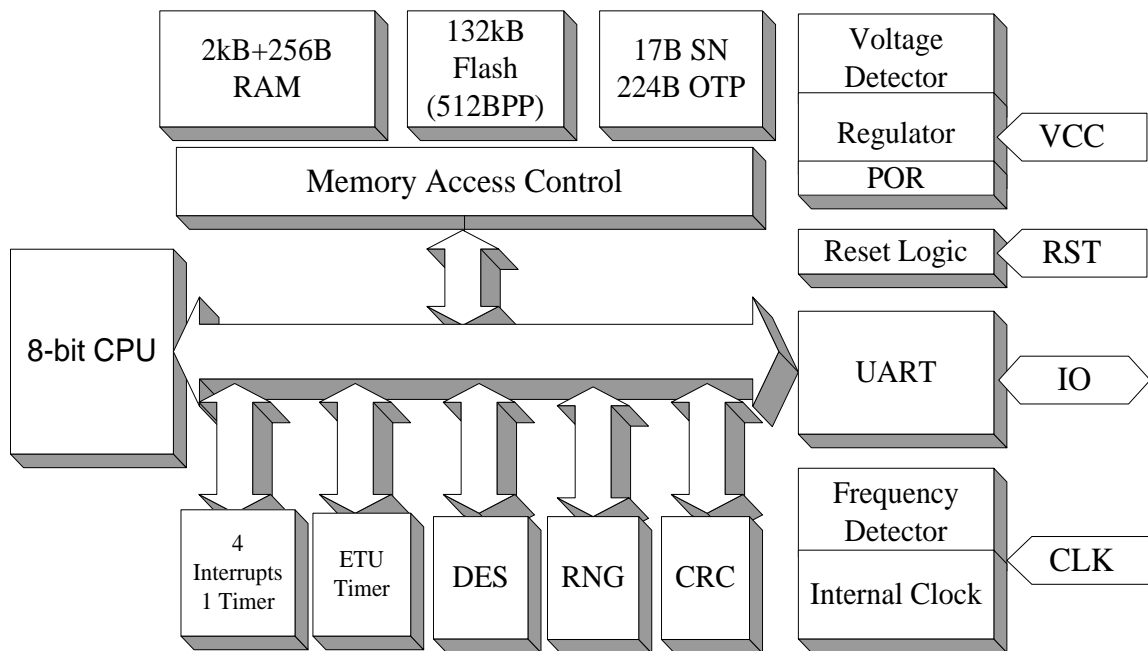 2kB+256B
RAM
132kB
Flash
(512BPP)
17B SN
224B OTP
Voltage
Detector
Regulator
POR
VCC
Memory Access Control
Reset Logic
RST
8-bit CPU
UART
IO
4
Interrupts
1 Timer
ETU
Timer
DES
RNG
CRC
Frequency
Detector
Internal Clock
CLK